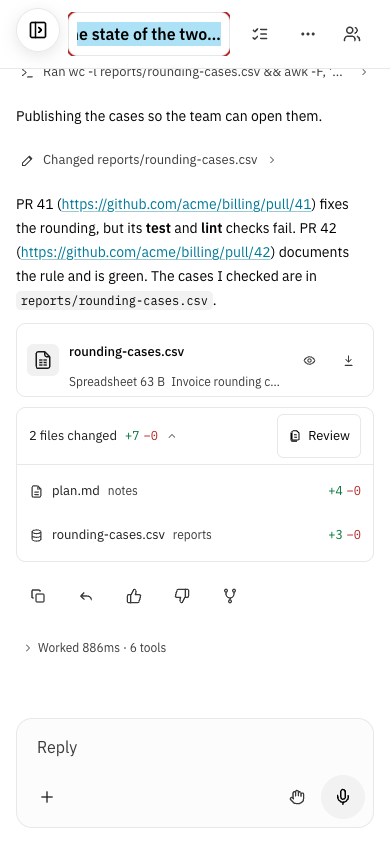 e state of the two...
Ran wc -l reports/rounding-cases.csv && awk -F, '...
Publishing the cases so the team can open them.
Changed reports/rounding-cases.csv
PR 41 (https://github.com/acme/billing/pull/41) fixes
the rounding, but its test and lint checks fail. PR 42
(https://github.com/acme/billing/pull/42) documents
the rule and is green. The cases I checked are in
reports/rounding-cases.csv.
rounding-cases.csv
Spreadsheet 63 B Invoice rounding c...
2 files changed +7 −0
Review
plan.md notes +4 −0
rounding-cases.csv reports +3 −0
Worked 886ms · 6 tools
Reply